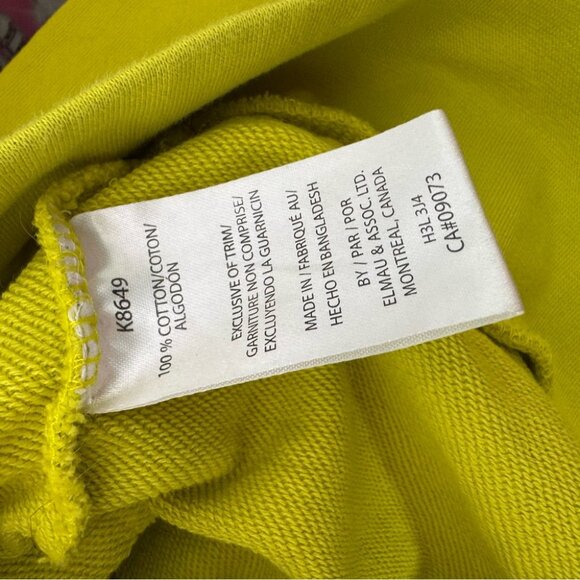 K8649
100 % COTTON/COTON/
ALGODÓN
EXCLUSIVE OF TRIM/
GARNITURE NON COMPRISE/
EXCLUYENDO LA GUARNICIN
MADE IN / FABRIQUÉ AU/
HECHO EN BANGLADESH
BY / PAR / POR
ELMAU & ASSOC. LTD.
MONTREAL, CANADA
H3L 3J4
CA#09073